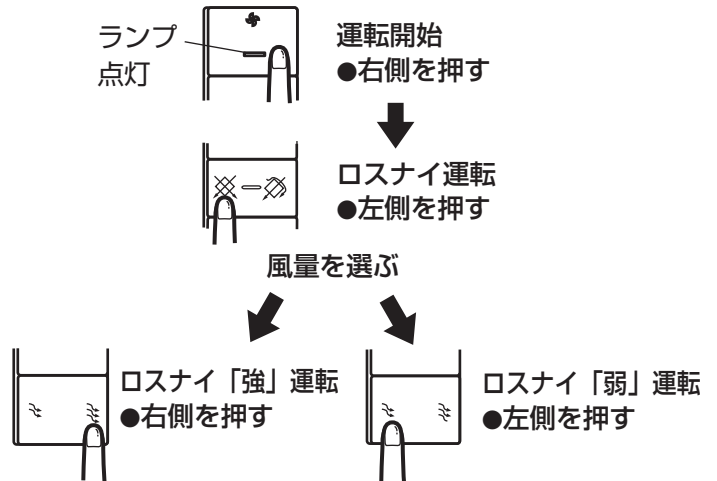 ランプ
点灯
運転開始
●右側を押す
ロスナイ運転
●左側を押す
風量を選ぶ
ロスナイ「強」運転
●右側を押す
ロスナイ「弱」運転
●左側を押す